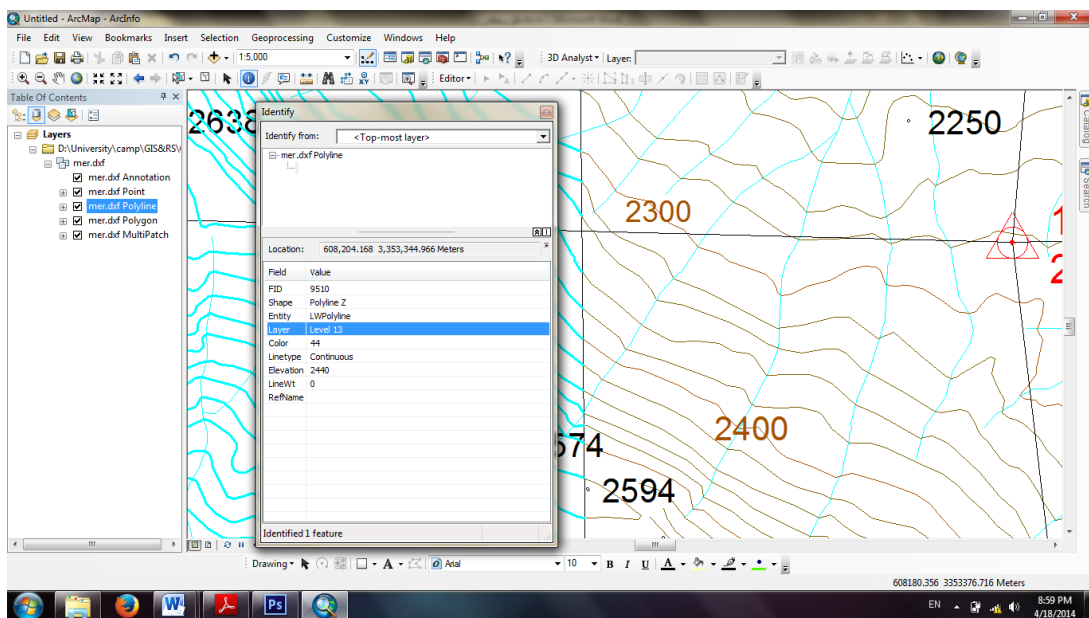 Untitled - ArcMap - ArcInfo
File Edit View Bookmarks Insert Selection Geoprocessing Customize Windows Help
1:5,000
3D Analyst Layer:
Editor
Table Of Contents
Layers
D:\University\camp\GIS&RS\
mer.dxf
mer.dxf Annotation
mer.dxf Point
mer.dxf Polyline
mer.dxf Polygon
mer.dxf MultiPatch
Identify
Identify from: <Top-most layer>
mer.dxf Polyline
Location: 608,204.168 3,353,344.966 Meters
Field Value
FID 9510
Shape Polyline Z
Entity LWPolyline
Layer Level 13
Color 44
Linetype Continuous
Elevation 2440
LineWt 0
RefName
Identified 1 feature
2638
2250
2300
1
2
2400
574
2594
Catalog
Search
Drawing Arial 10 B I U A
608180.356 3353376.716 Meters
W Ps
EN 8:59 PM
4/18/2014